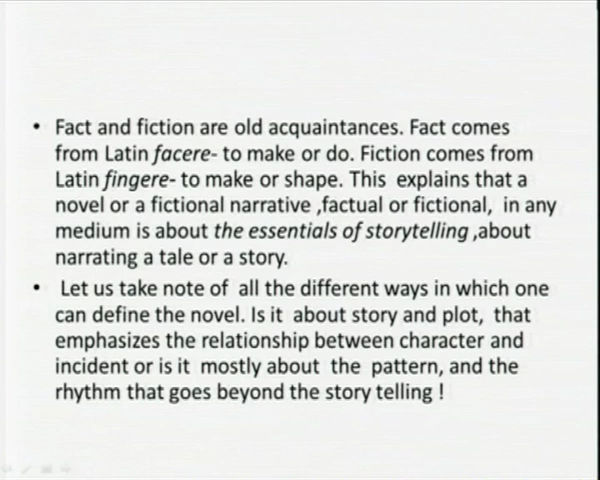 • Fact and fiction are old acquaintances. Fact comes
from Latin facere- to make or do. Fiction comes from
Latin fingere- to make or shape. This  explains that a
novel or a fictional narrative ,factual or fictional,  in any
medium is about the essentials of storytelling ,about
narrating a tale or a story.
•  Let us take note of  all the different ways in which one
can define the novel. Is it  about story and plot,  that
emphasizes the relationship between character and
incident or is it  mostly about  the  pattern, and the
rhythm that goes beyond the story telling !